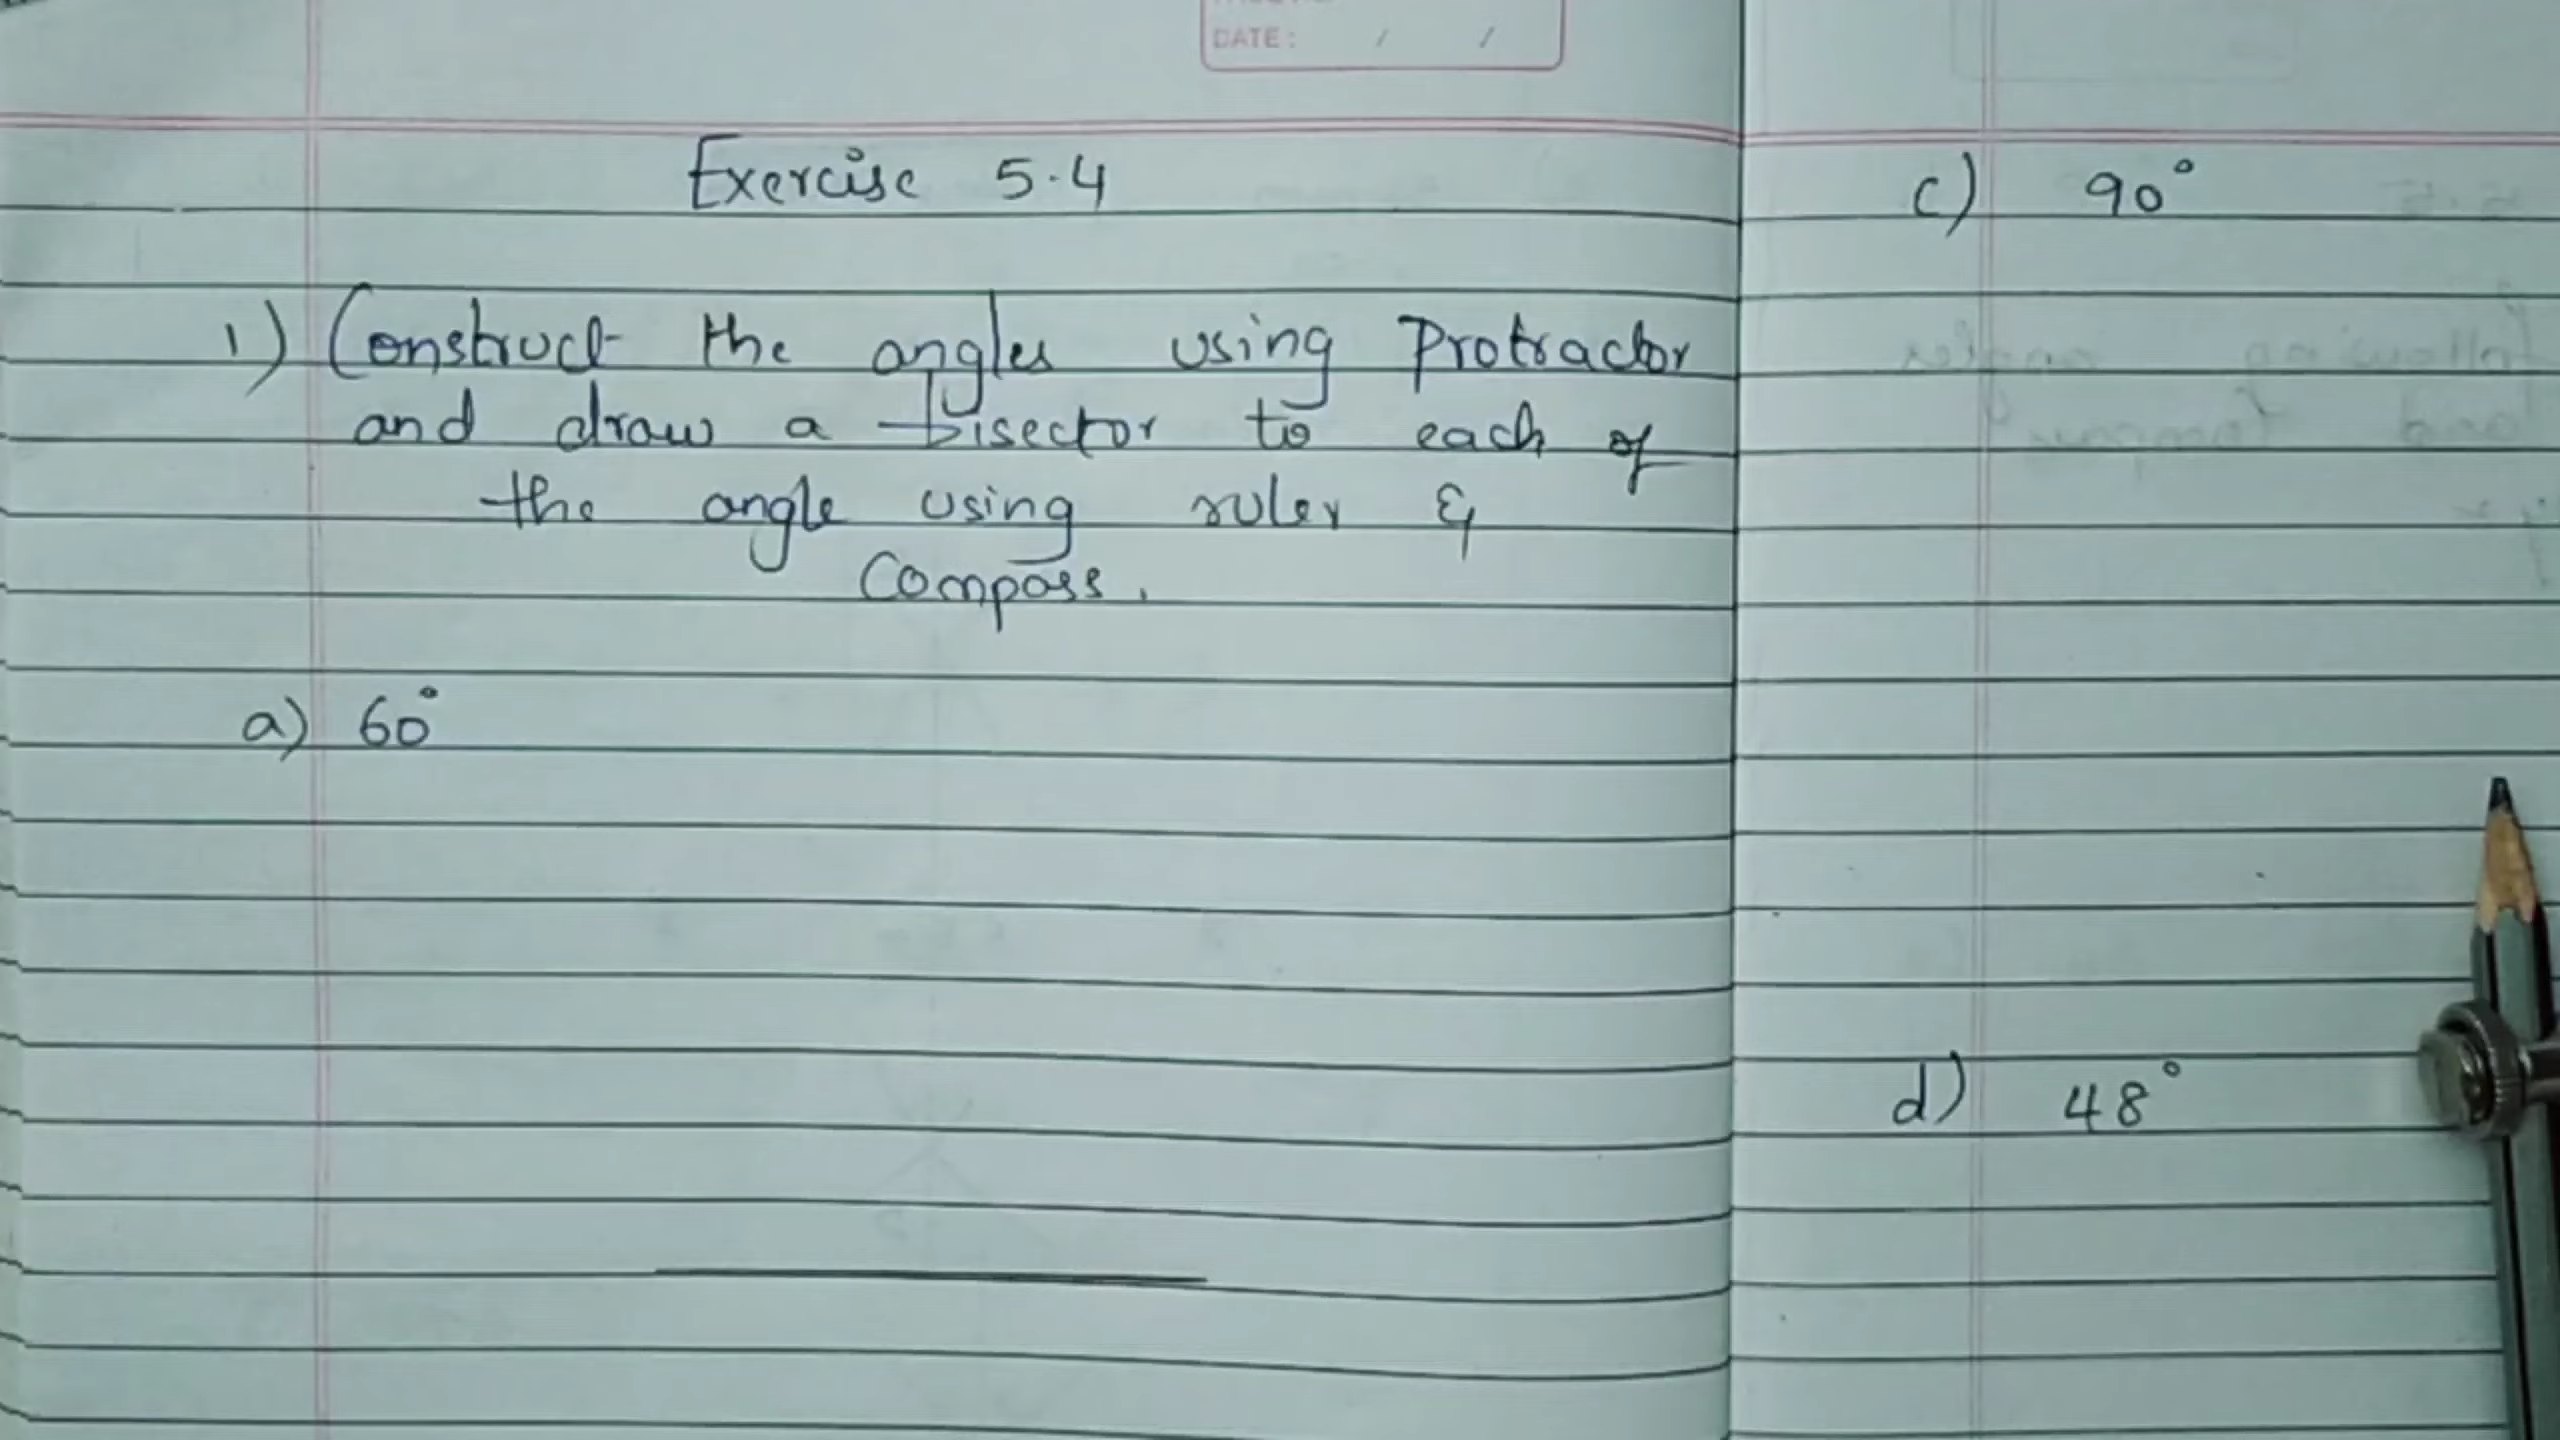 DATE: / /
Exercise 5.4
1) Construct the angles using Protractor
and draw a bisector to each of
the angle using ruler &
Compass.
a) 60°
c) 90°
d) 48°